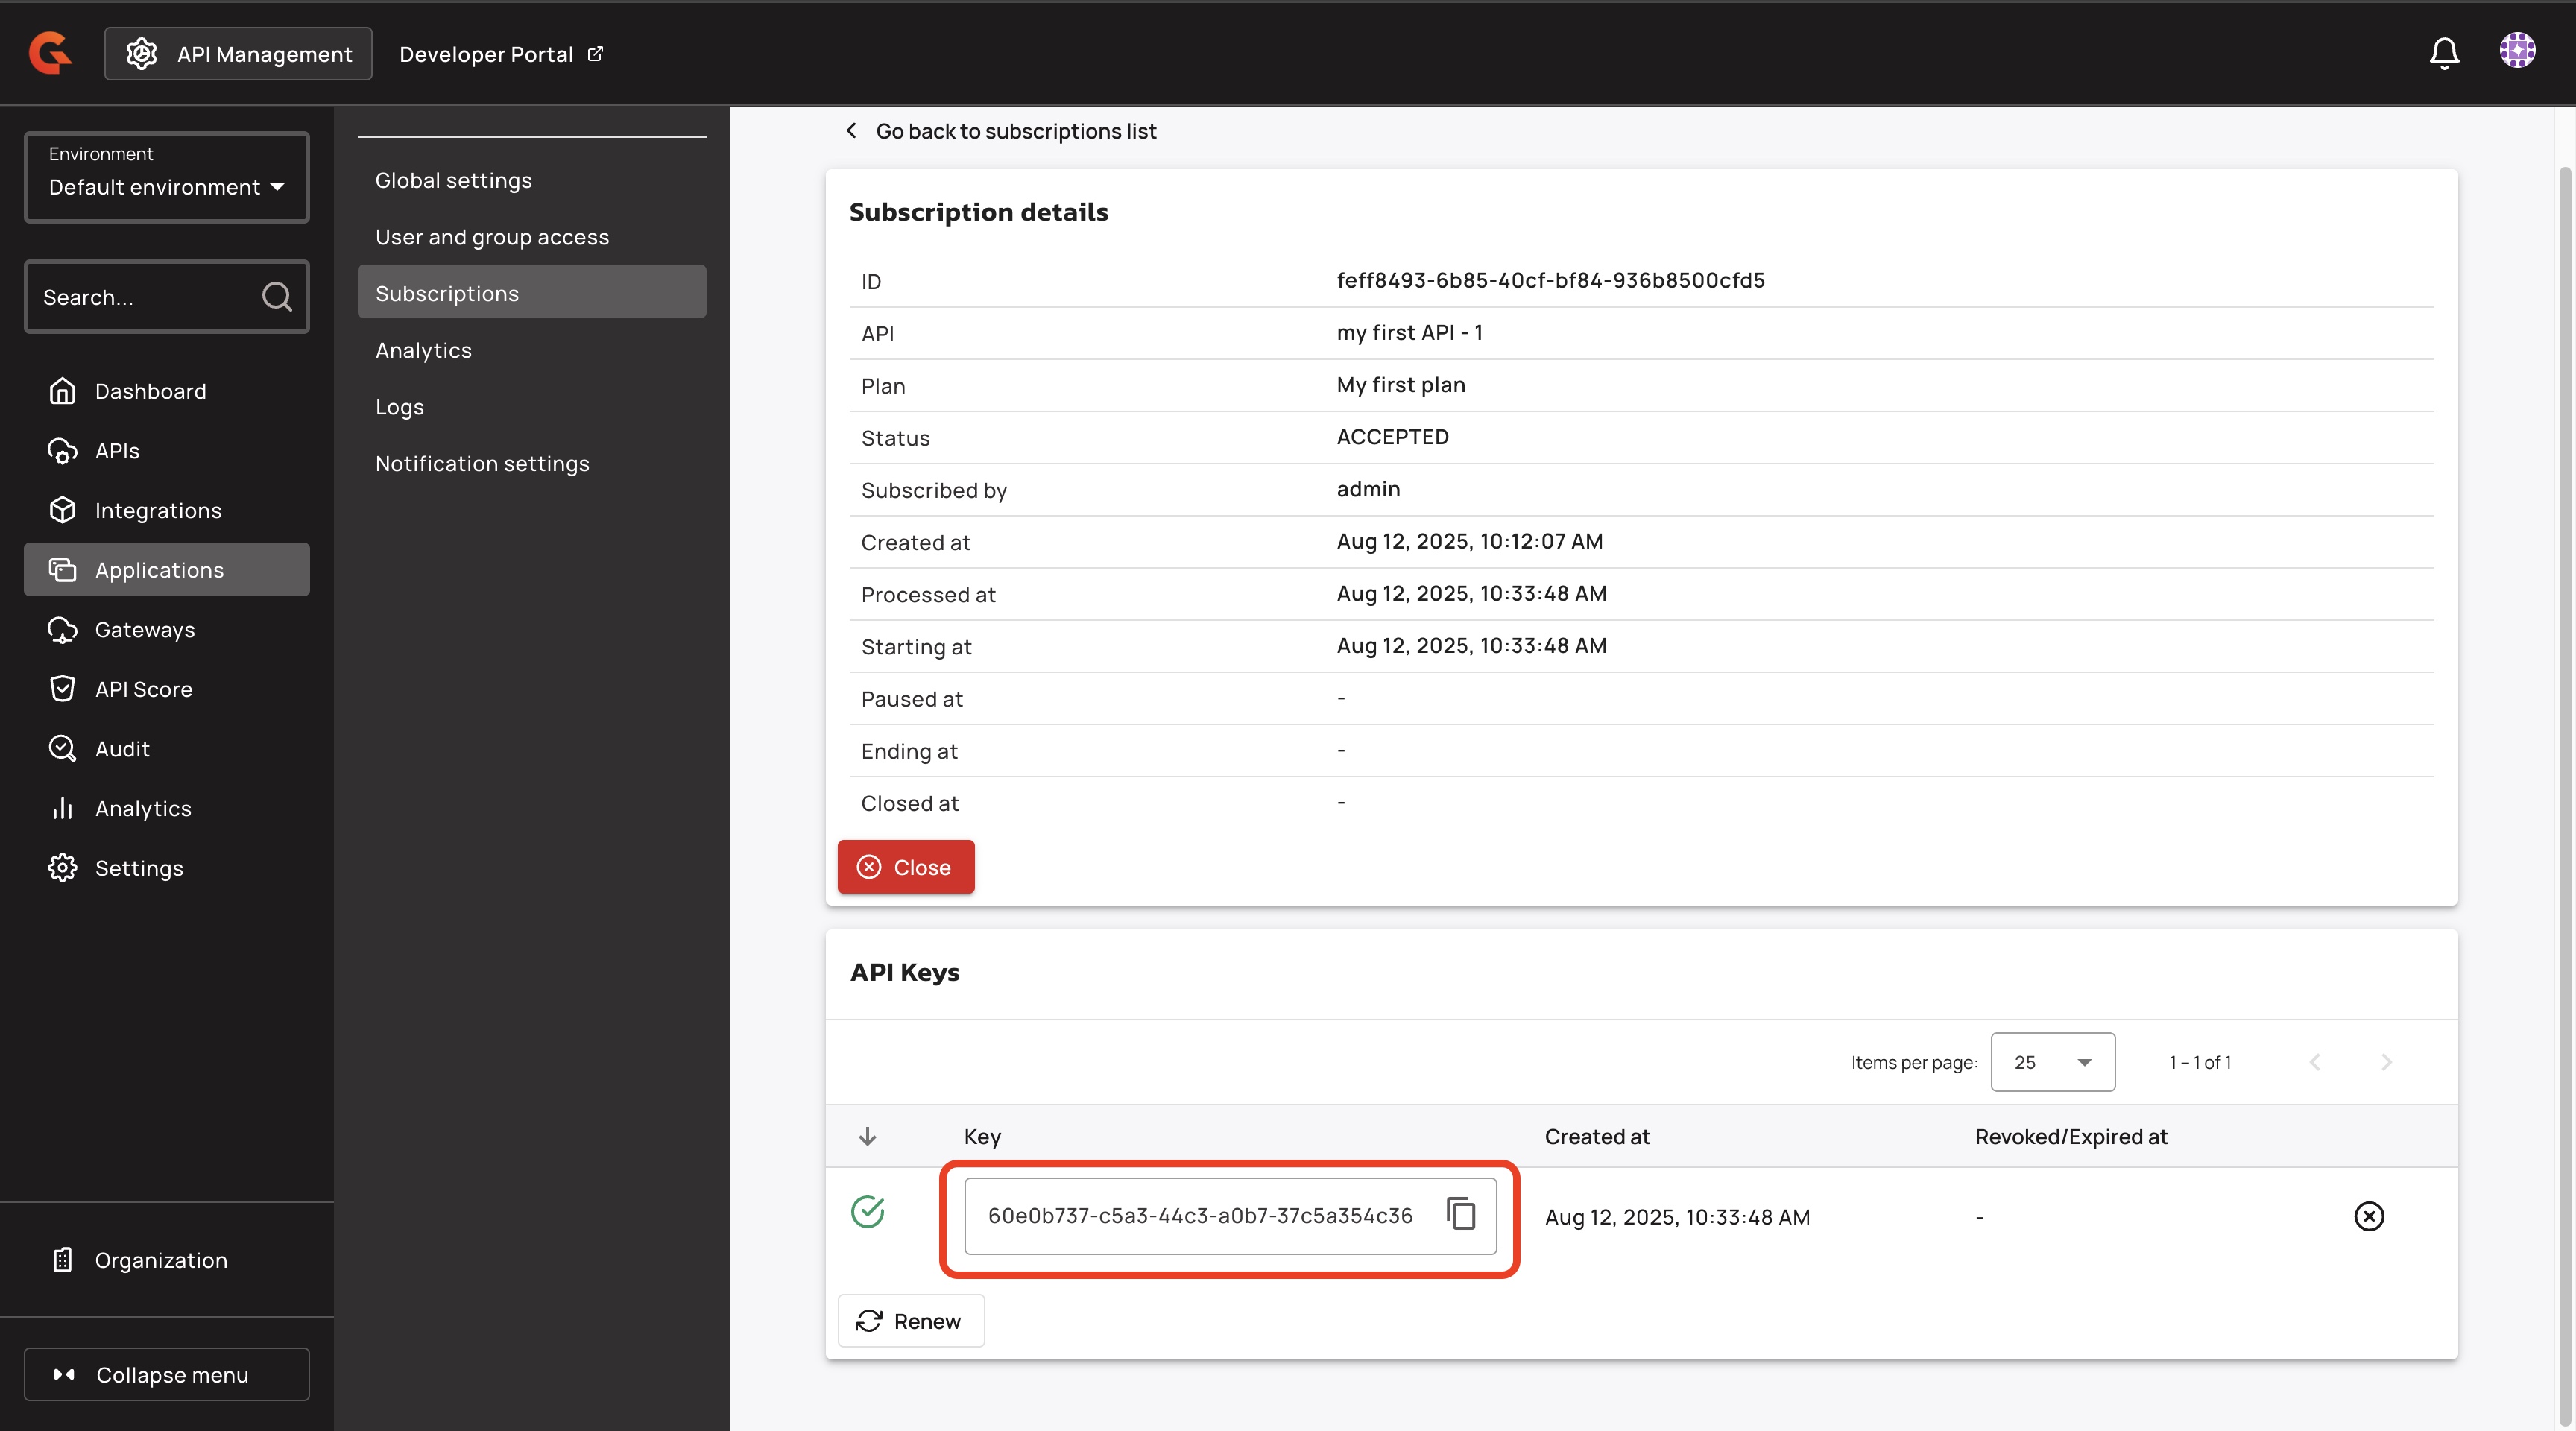 API Management
Developer Portal
Environment
Default environment
Search...
Dashboard
APIs
Integrations
Applications
Gateways
API Score
Audit
Analytics
Settings
Organization
Collapse menu
Global settings
User and group access
Subscriptions
Analytics
Logs
Notification settings
Go back to subscriptions list
Subscription details
ID feff8493-6b85-40cf-bf84-936b8500cfd5
API my first API - 1
Plan My first plan
Status ACCEPTED
Subscribed by admin
Created at Aug 12, 2025, 10:12:07 AM
Processed at Aug 12, 2025, 10:33:48 AM
Starting at Aug 12, 2025, 10:33:48 AM
Paused at -
Ending at -
Closed at -
Close
API Keys
Items per page: 25 1 – 1 of 1
Key Created at Revoked/Expired at
60e0b737-c5a3-44c3-a0b7-37c5a354c36 Aug 12, 2025, 10:33:48 AM -
Renew